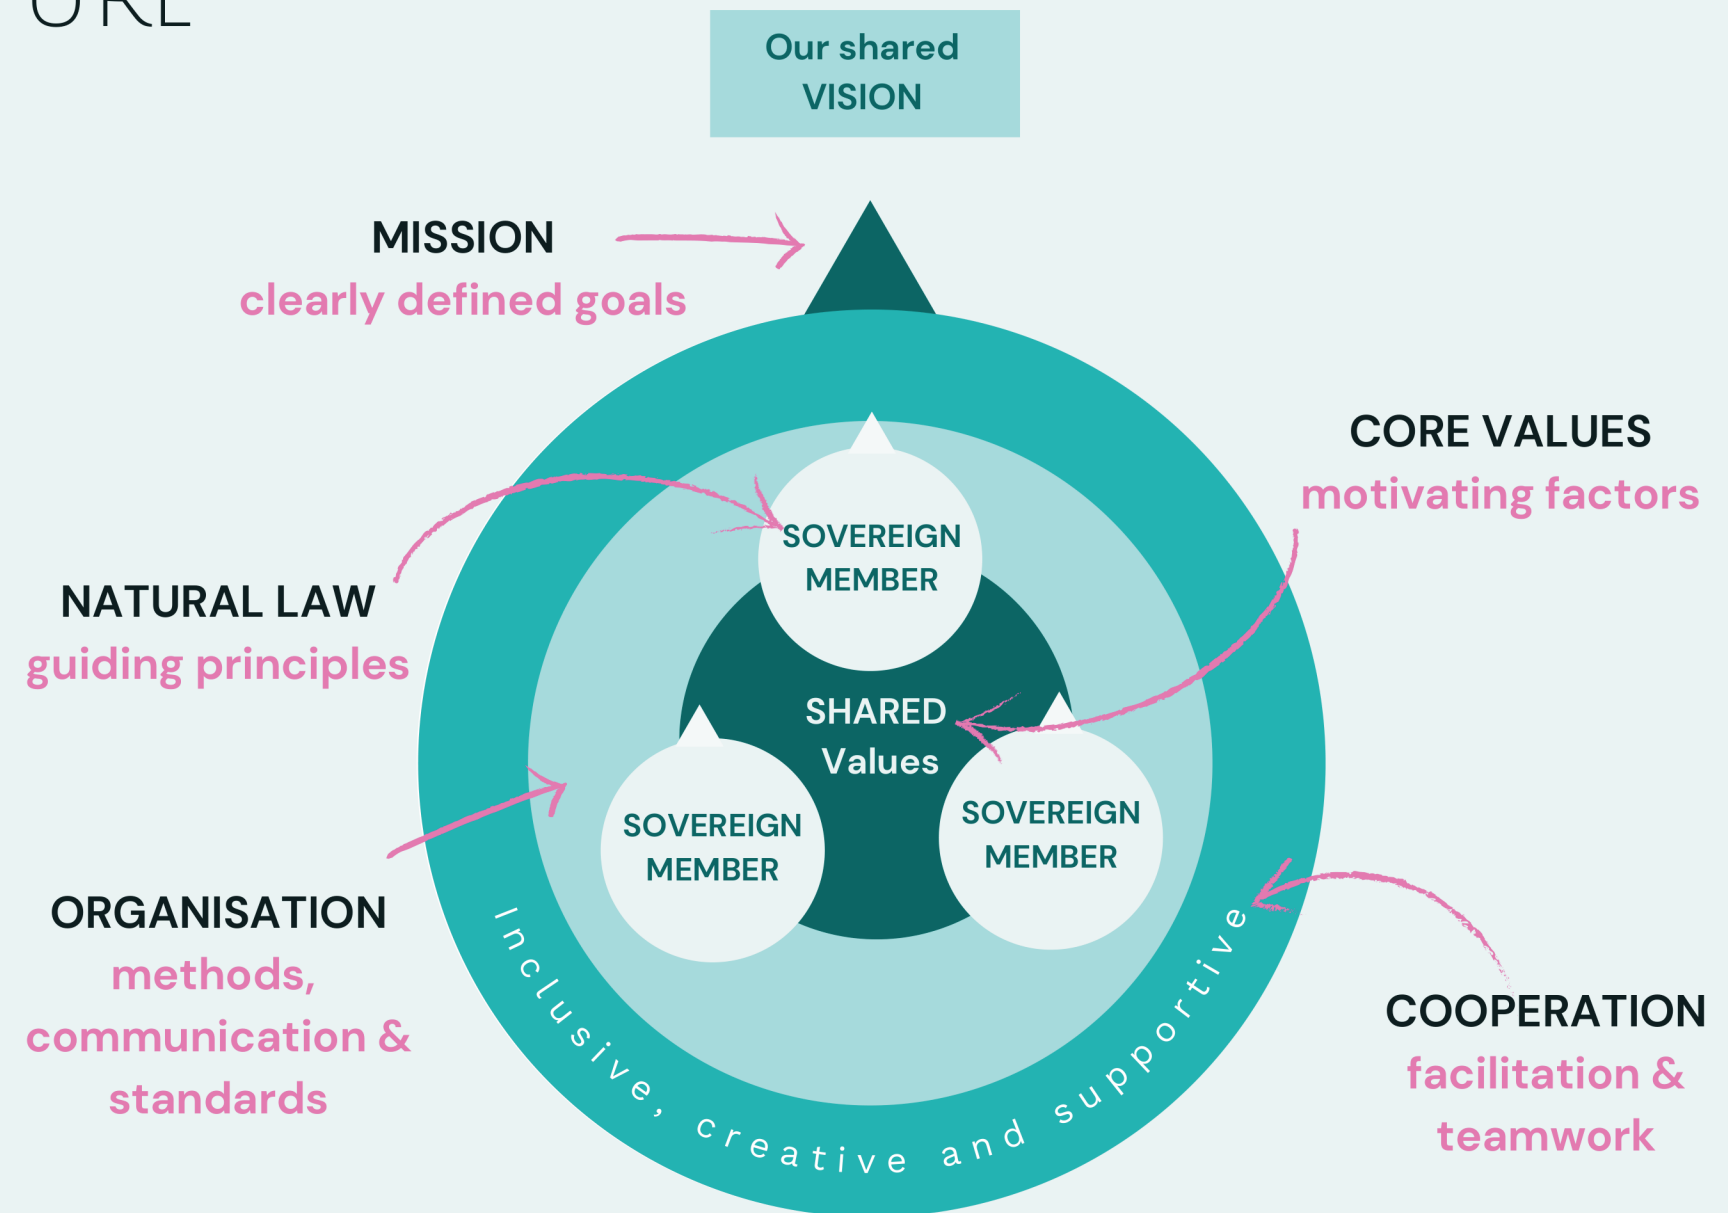 Our shared
VISION
MISSION
clearly defined goals
CORE VALUES
motivating factors
SOVEREIGN
MEMBER
NATURAL LAW
guiding principles
SHARED
Values
SOVEREIGN
MEMBER
SOVEREIGN
MEMBER
ORGANISATION
methods,
communication &
standards
Inclusive, creative and supportive
COOPERATION
facilitation &
teamwork